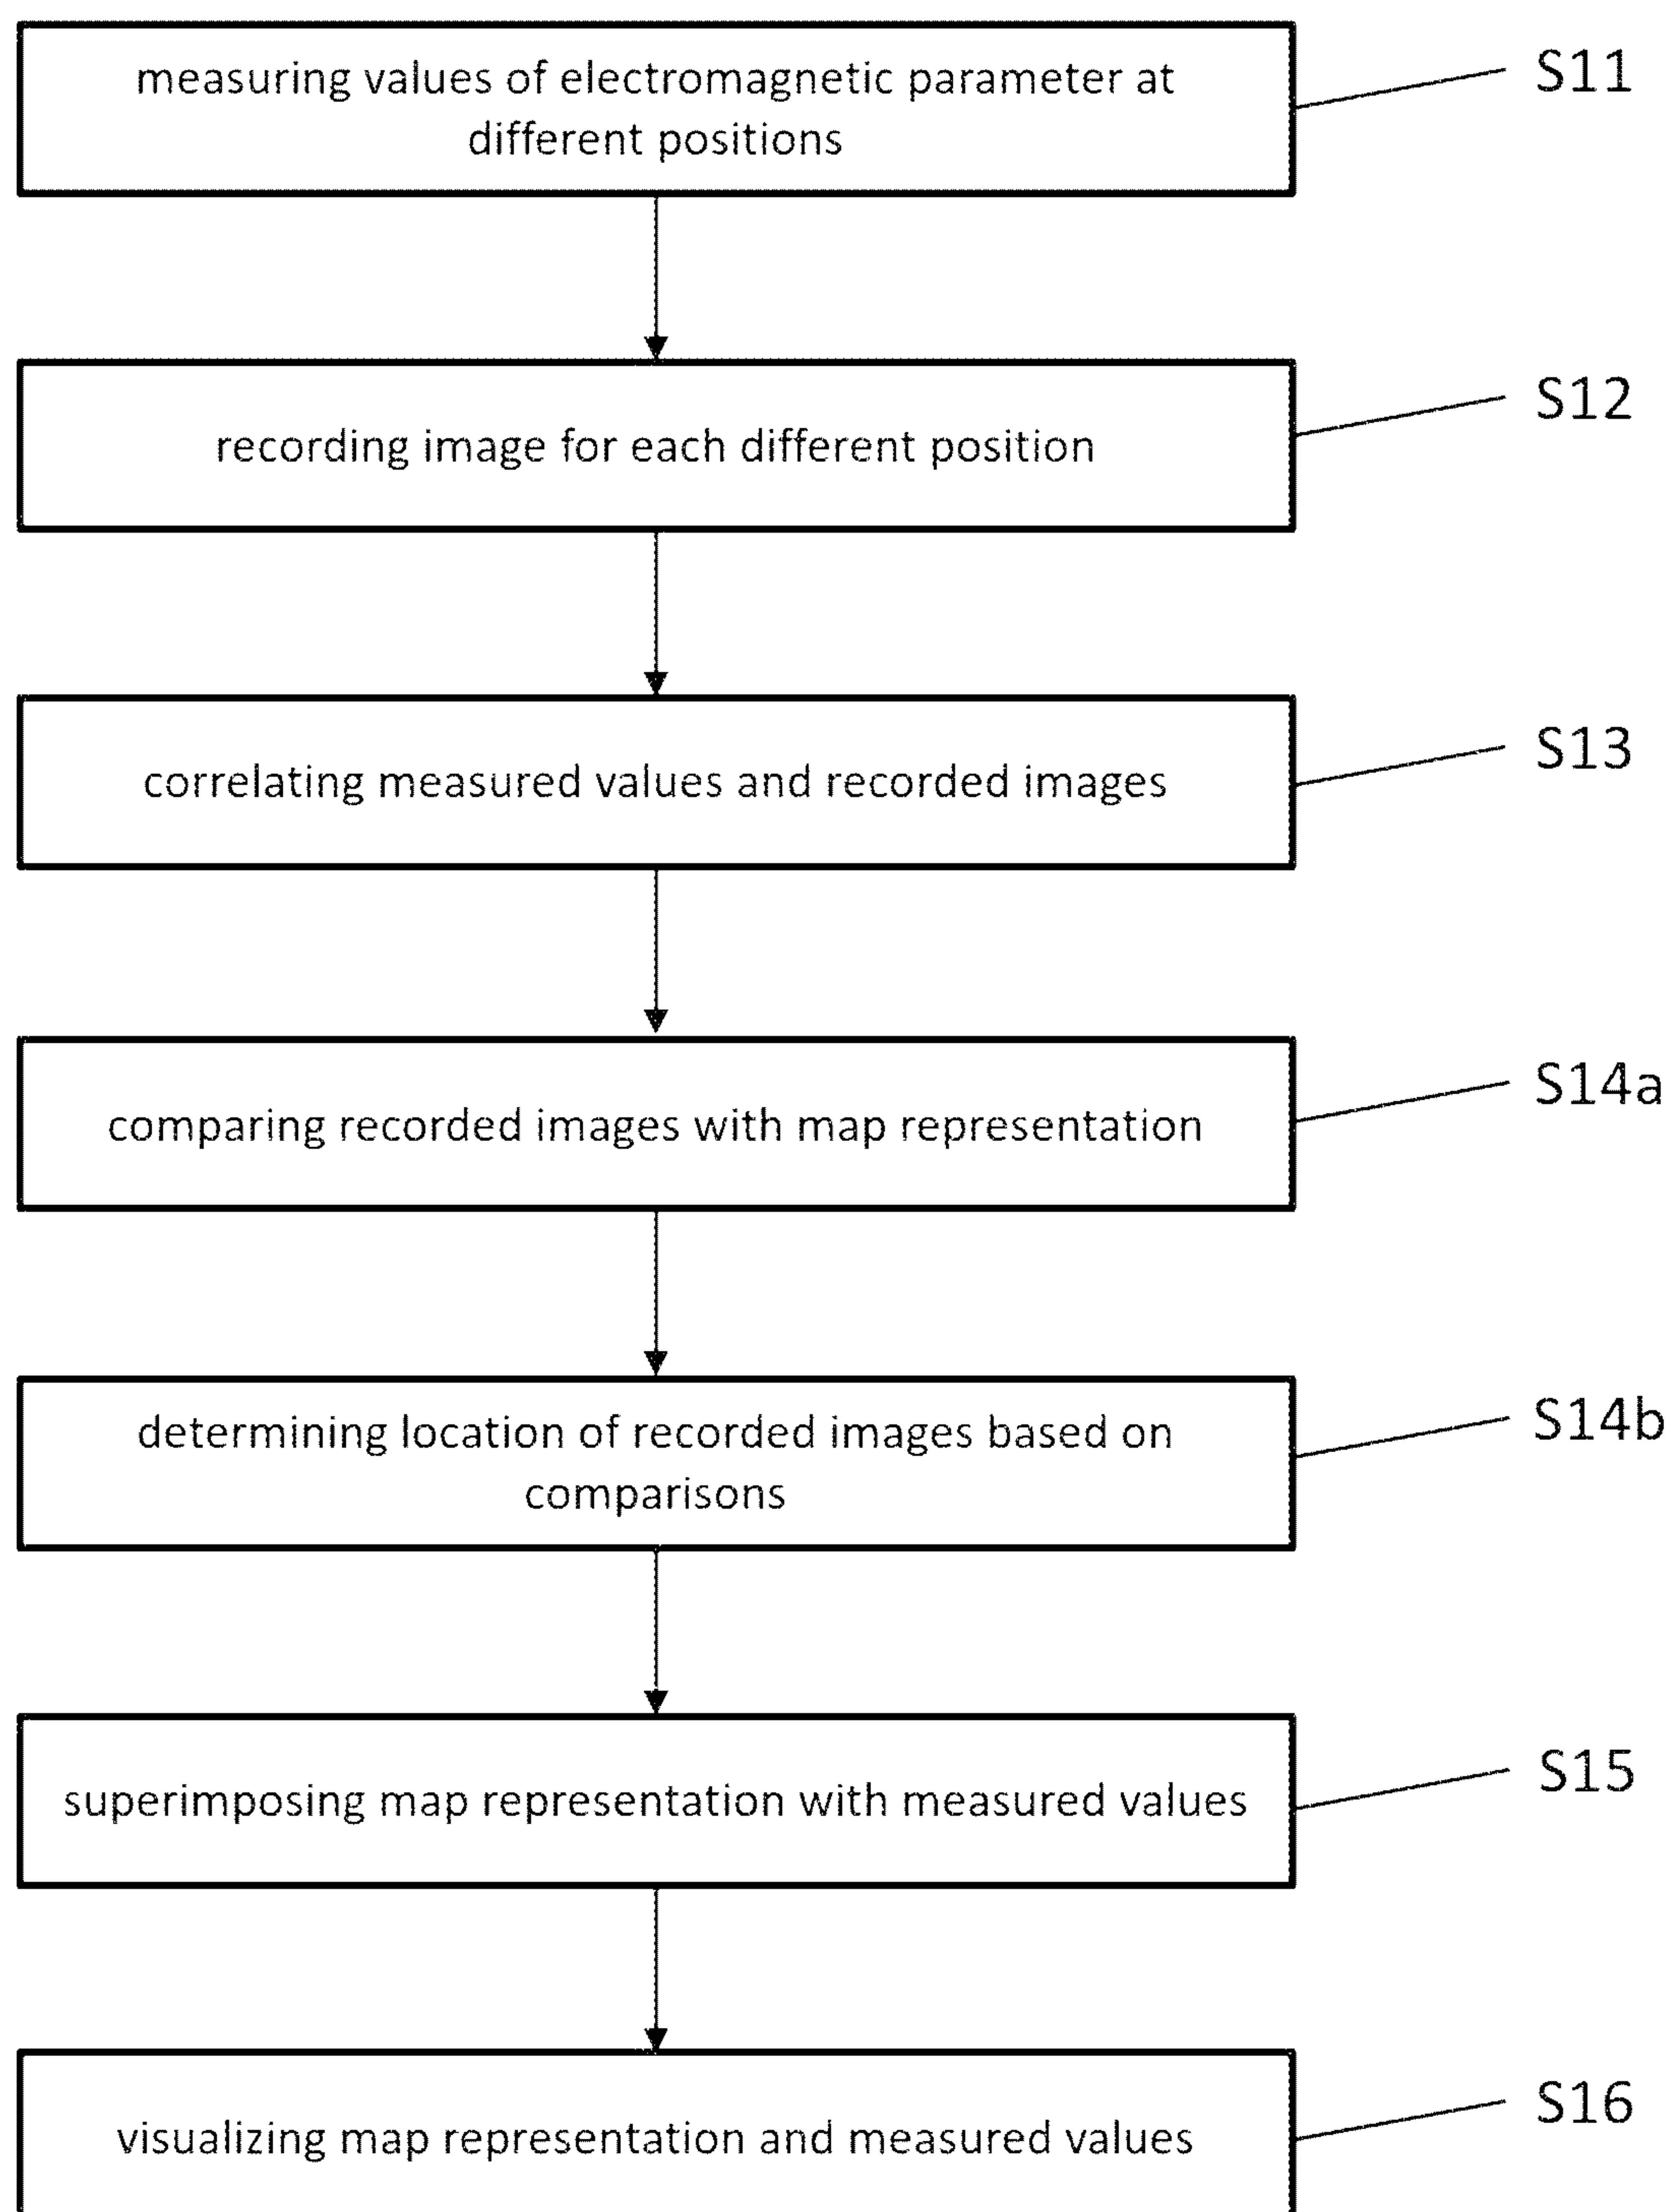 measuring values of electromagnetic parameter at
different positions
S11
recording image for each different position
S12
correlating measured values and recorded images
S13
comparing recorded images with map representation
S14a
determining location of recorded images based on
comparisons
S14b
superimposing map representation with measured values
S15
visualizing map representation and measured values
S16